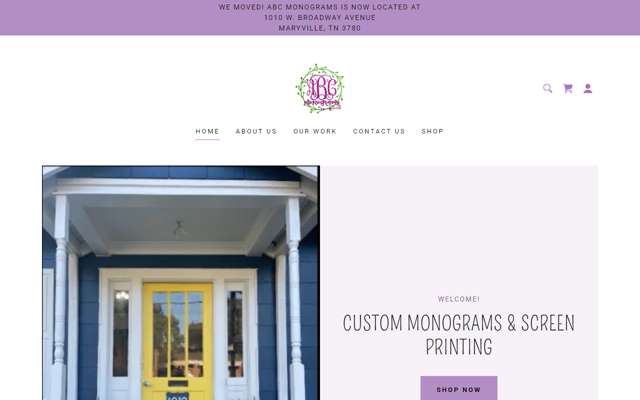 WE MOVED! ABC MONOGRAMS IS NOW LOCATED AT
1010 W. BROADWAY AVENUE
MARYVILLE, TN 3780
HOME
ABOUT US
OUR WORK
CONTACT US
SHOP
WELCOME!
CUSTOM MONOGRAMS & SCREEN
PRINTING
SHOP NOW